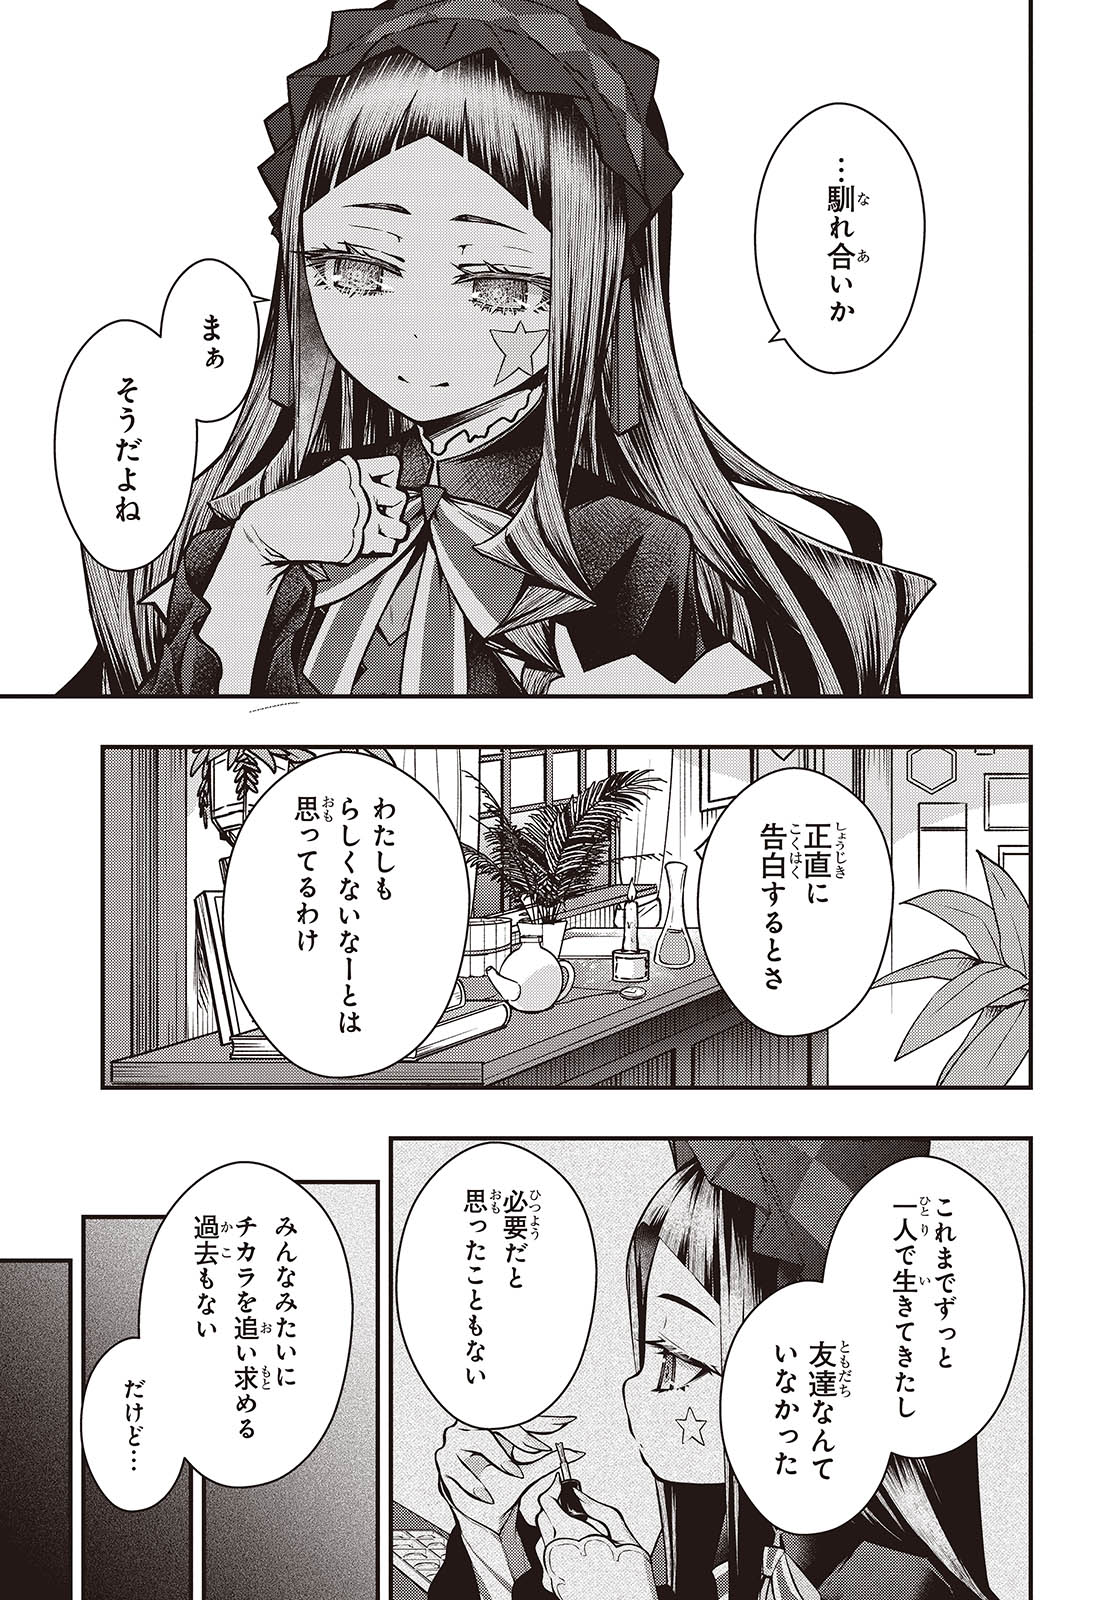 …馴れ合いか
まぁ
そうだよね
正直に
告白するとさ
わたしも
らしくないなーとは
思ってるわけ
これまでずっと
一人で生きてきたし
友達なんて
いなかった
必要だと
思ったこともない
みんなみたいに
チカラを追い求める
過去もない
だけど…